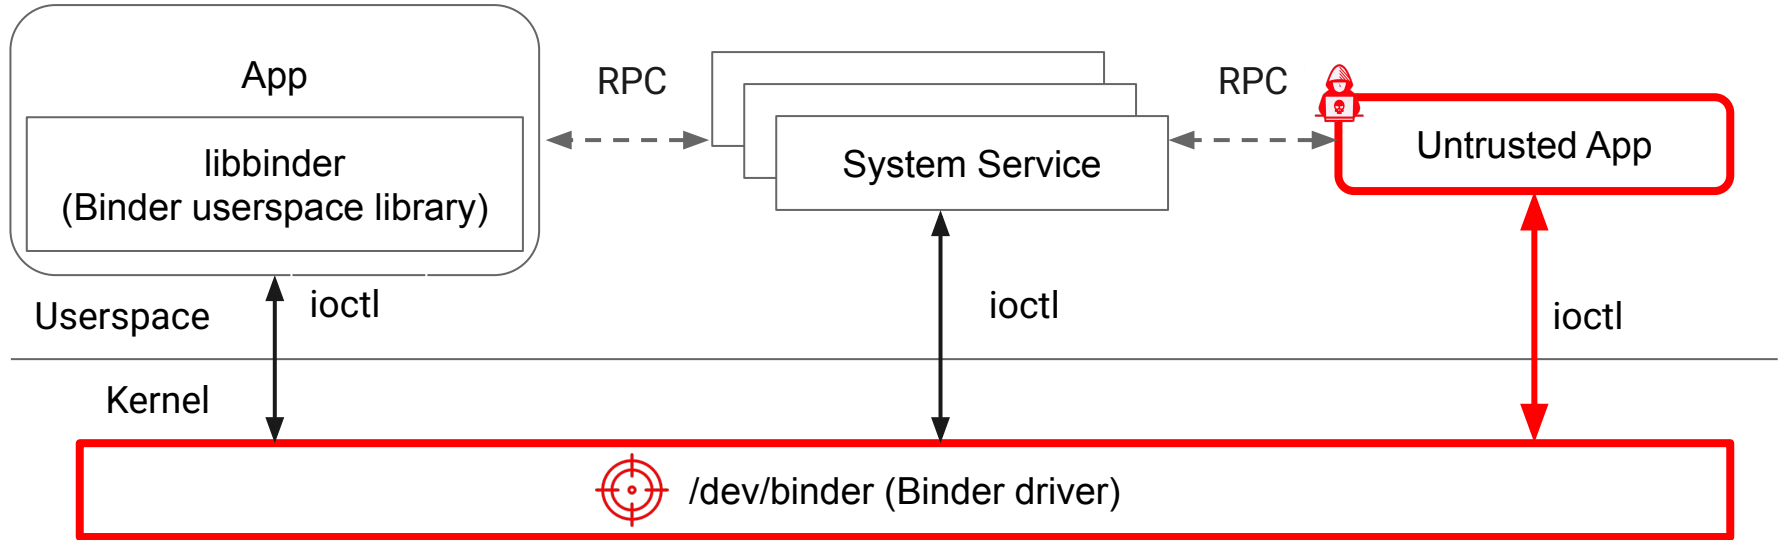 App
libbinder
(Binder userspace library)
RPC
System Service
RPC
Untrusted App
Userspace
ioctl
ioctl
ioctl
Kernel
/dev/binder (Binder driver)